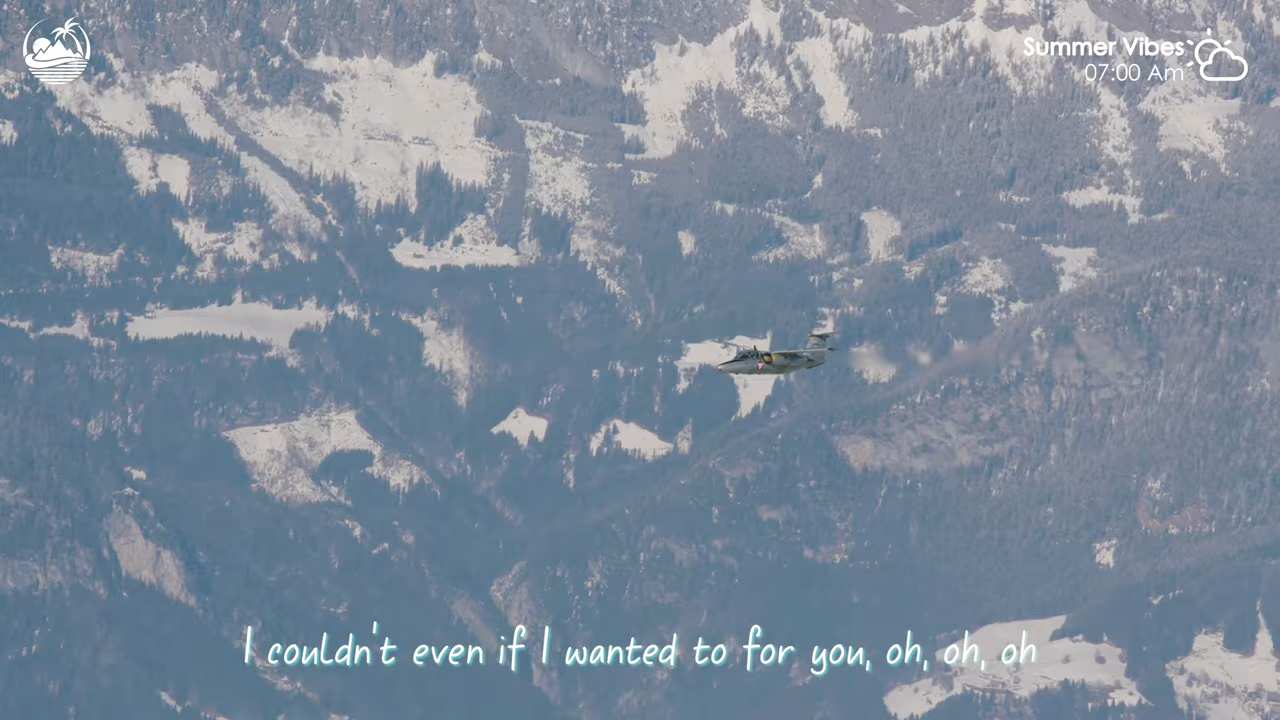 Summer Vibes
07:00 Am
I couldn't even if I wanted to for you, oh, oh, oh